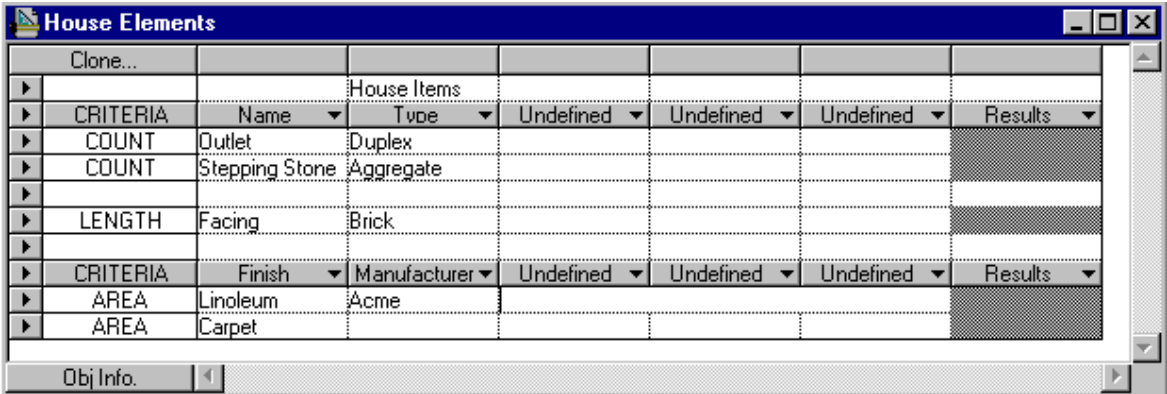 House Elements
Clone...
House Items
CRITERIA Name Type Undefined Undefined Undefined Results
COUNT Outlet Duplex
COUNT Stepping Stone Aggregate
LENGTH Facing Brick
CRITERIA Finish Manufacturer Undefined Undefined Undefined Results
AREA Linoleum Acme
AREA Carpet
Obj Info.